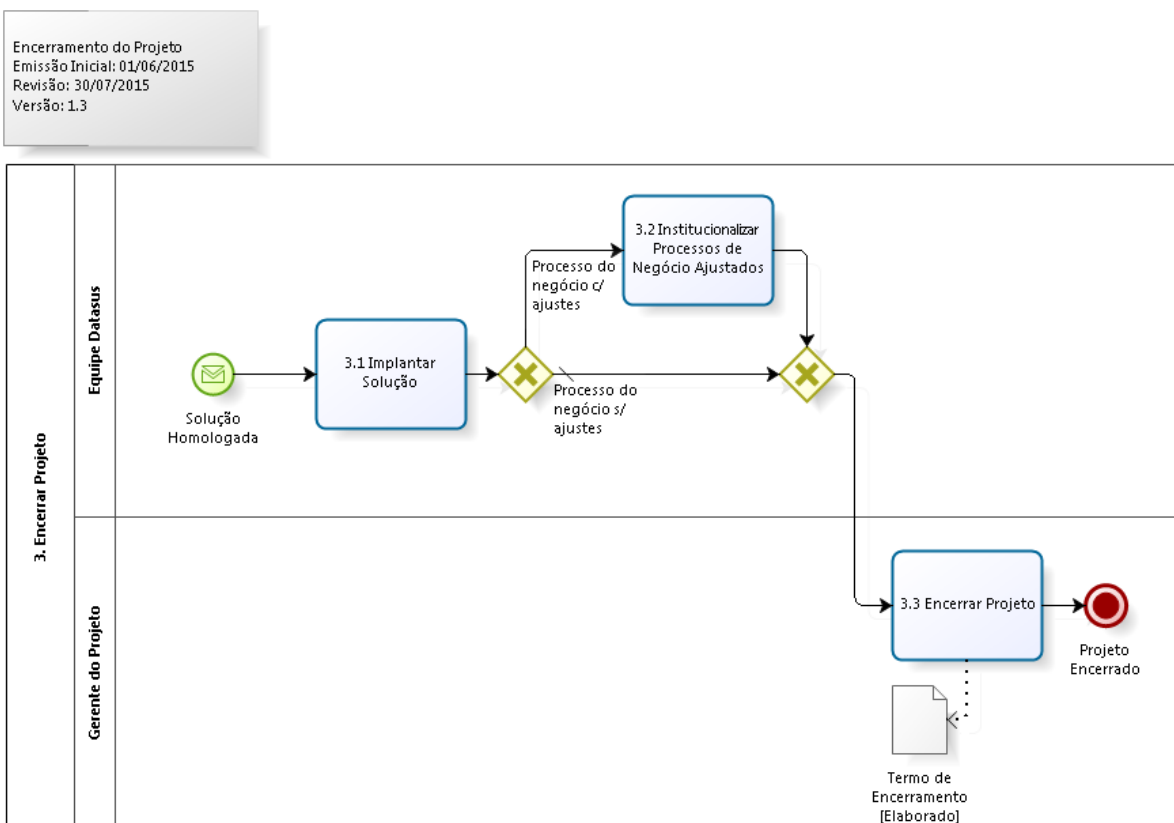 Encerramento do Projeto
Emissão Inicial: 01/06/2015
Revisão: 30/07/2015
Versão: 1.3
3. Encerrar Projeto
Equipe Datasus
Solução
Homologada
3.1 Implantar
Solução
Processo do
negócio c/
ajustes
3.2 Institucionalizar
Processos de
Negócio Ajustados
Processo do
negócio s/
ajustes
Gerente do Projeto
3.3 Encerrar Projeto
Projeto
Encerrado
Termo de
Encerramento
[Elaborado]